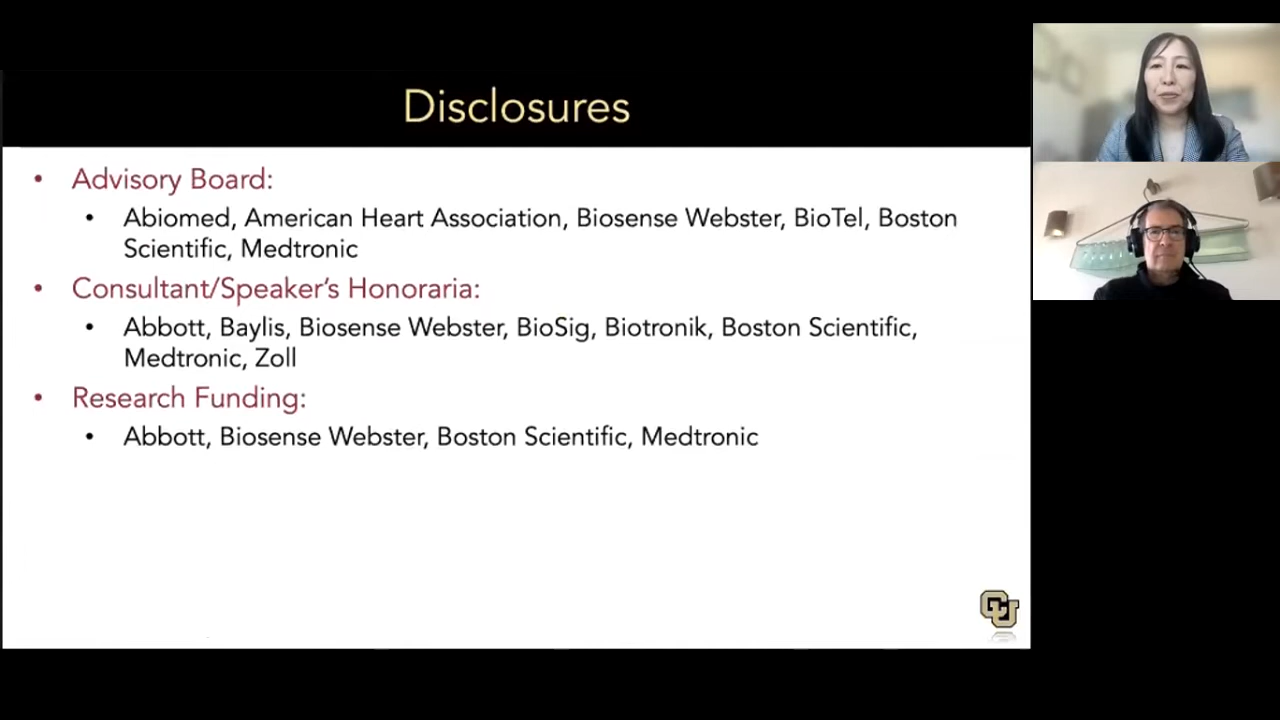 Disclosures
• Advisory Board:
• Abiomed, American Heart Association, Biosense Webster, BioTel, Boston
Scientific, Medtronic
• Consultant/Speaker’s Honoraria:
• Abbott, Baylis, Biosense Webster, BioSig, Biotronik, Boston Scientific,
Medtronic, Zoll
• Research Funding:
• Abbott, Biosense Webster, Boston Scientific, Medtronic
CU